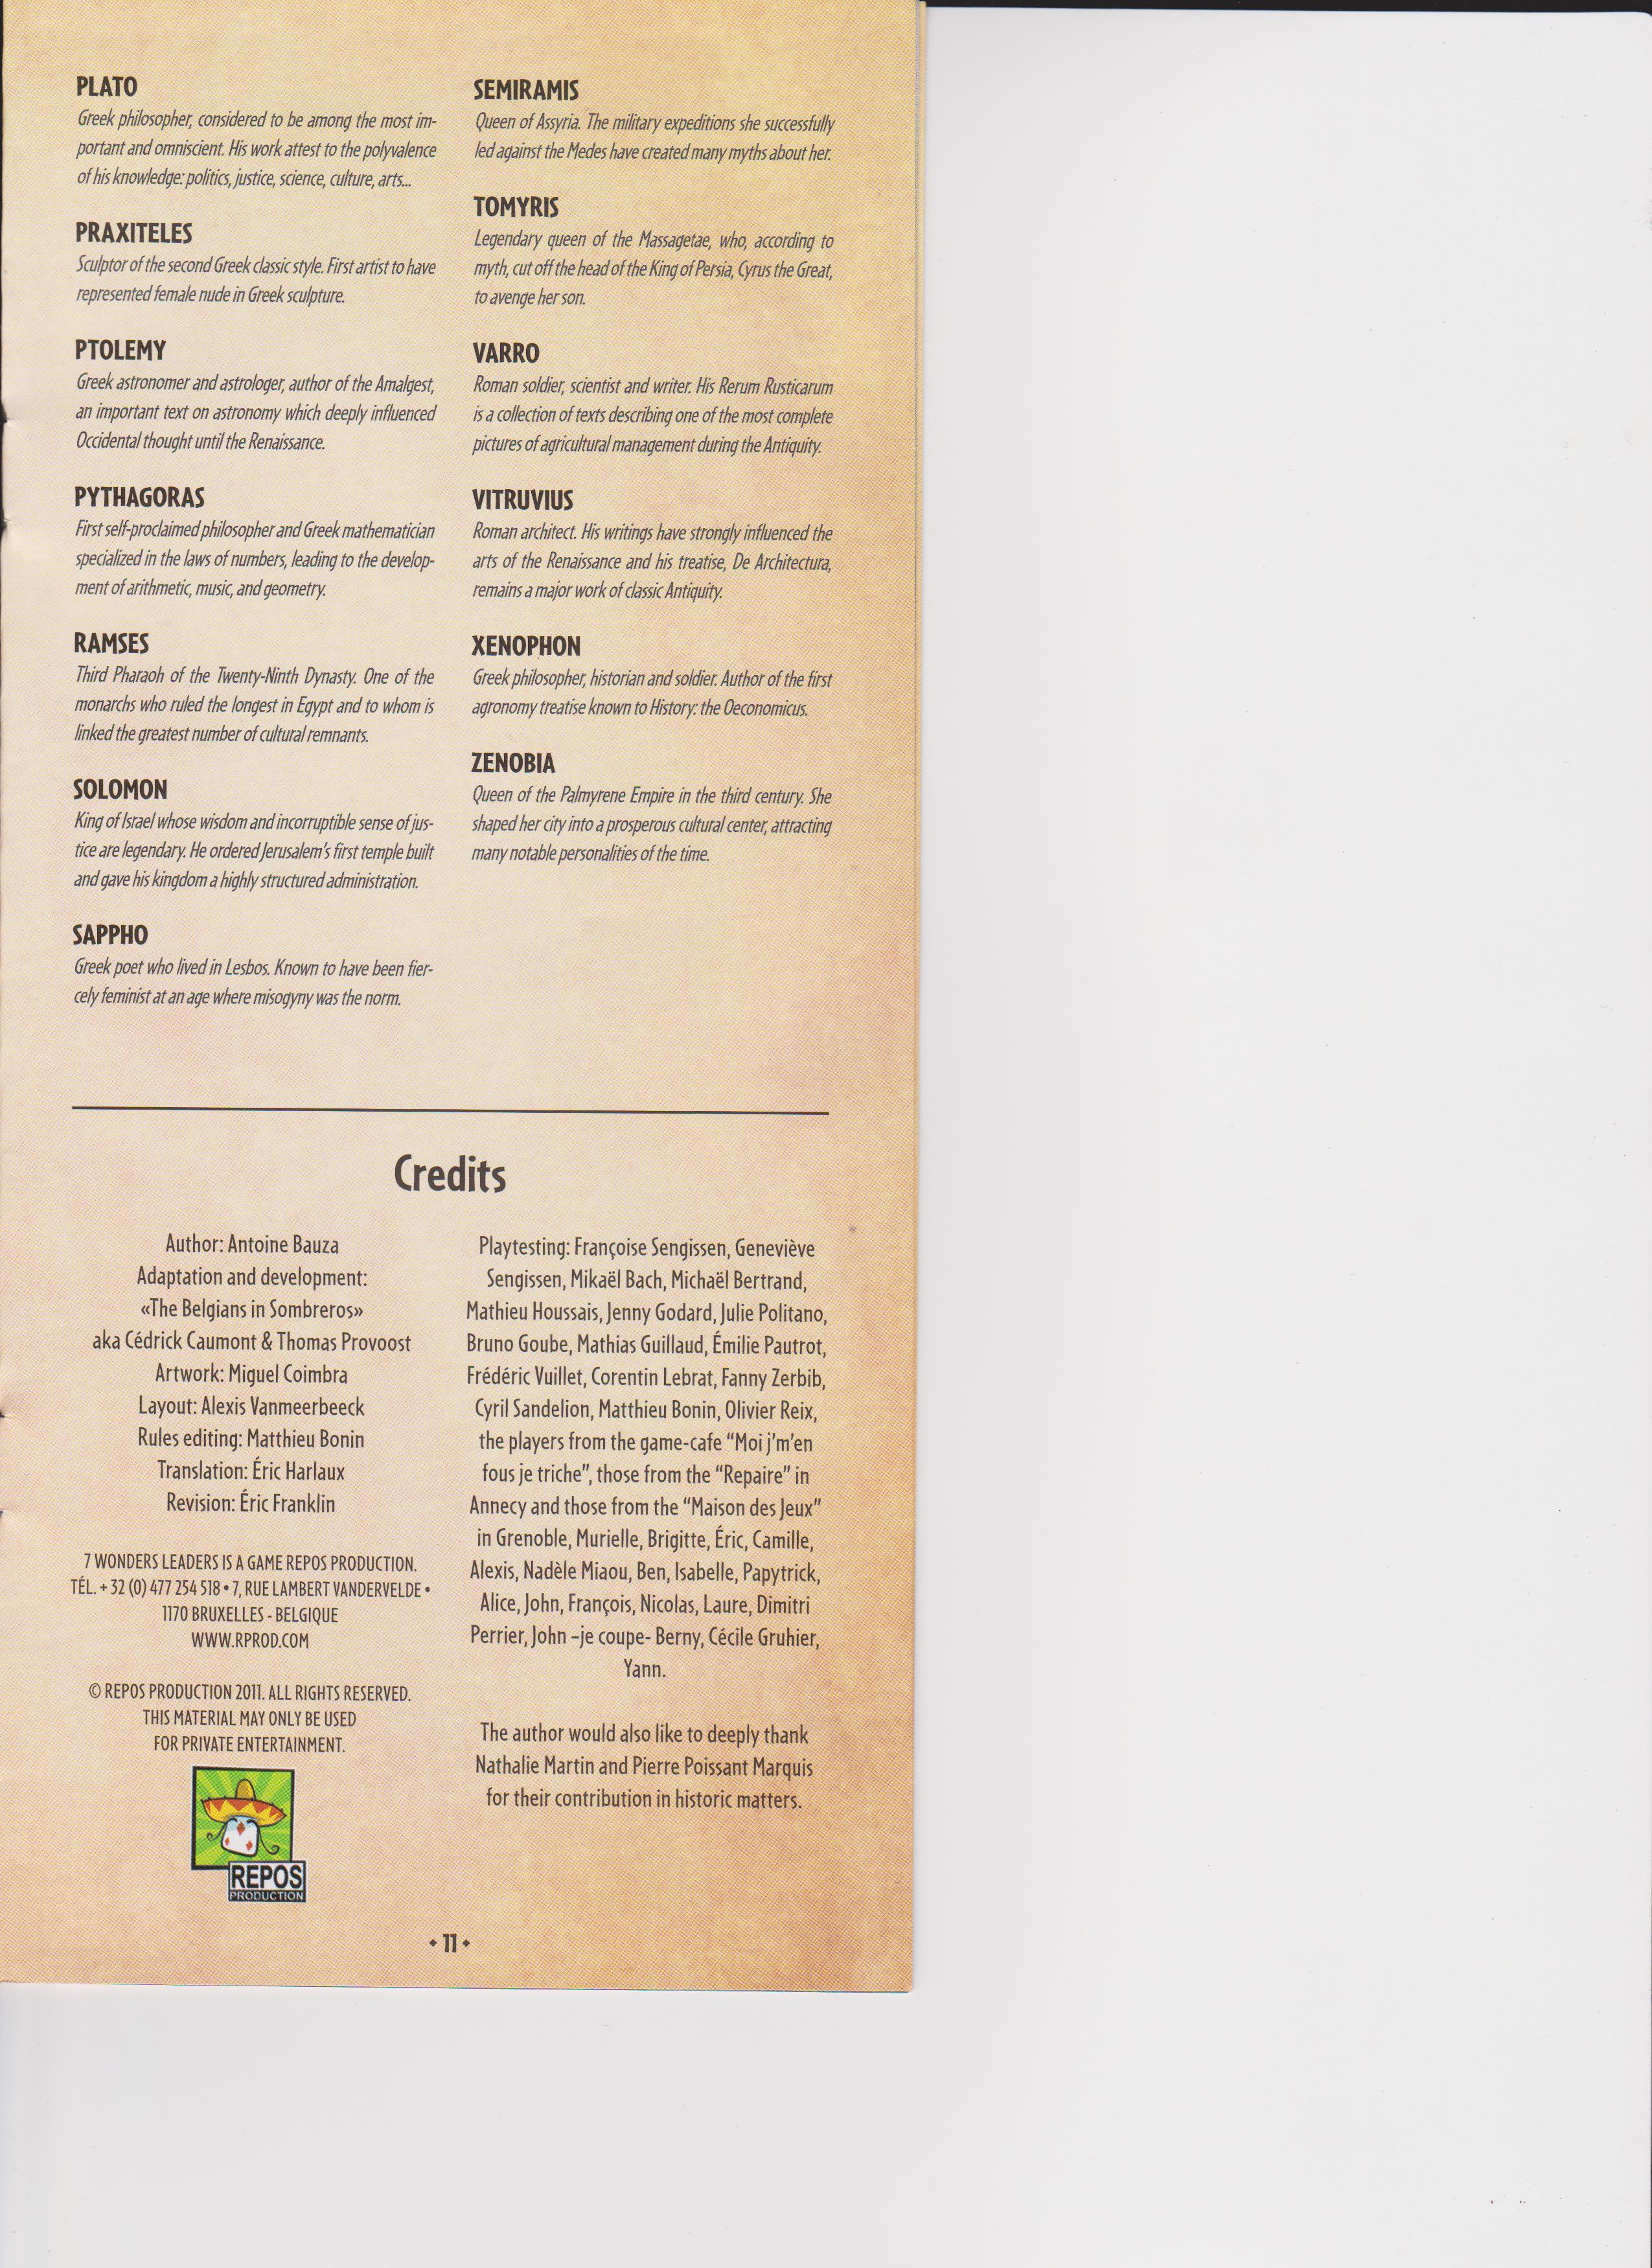 PLATO
Greek philosopher, considered to be among the most im-
portant and omniscient. His work attest to the polyvalence
of his knowledge: politics, justice, science, culture, arts...
PRAXITELES
Sculptor of the second Greek classic style. First artist to have
represented female nude in Greek sculpture.
PTOLEMY
Greek astronomer and astrologer, author of the Amalgest,
an important text on astronomy which deeply influenced
Occidental thought until the Renaissance.
PYTHAGORAS
First self-proclaimed philosopher and Greek mathematician
specialized in the laws of numbers, leading to the develop-
ment of arithmetic, music, and geometry.
RAMSES
Third Pharaoh of the Twenty-Ninth Dynasty. One of the
monarchs who ruled the longest in Egypt and to whom is
linked the greatest number of cultural remnants.
SOLOMON
King of Israel whose wisdom and incorruptible sense of jus-
tice are legendary. He ordered Jerusalem's first temple built
and gave his kingdom a highly structured administration.
SAPPHO
Greek poet who lived in Lesbos. Known to have been fier-
cely feminist at an age where misogyny was the norm.
SEMIRAMIS
Queen of Assyria. The military expeditions she successfully
led against the Medes have created many myths about her.
TOMYRIS
Legendary queen of the Massagetae, who, according to
myth, cut off the head of the King of Persia, Cyrus the Great,
to avenge her son.
VARRO
Roman soldier, scientist and writer. His Rerum Rusticarum
is a collection of texts describing one of the most complete
pictures of agricultural management during the Antiquity.
VITRUVIUS
Roman architect. His writings have strongly influenced the
arts of the Renaissance and his treatise, De Architectura,
remains a major work of classic Antiquity.
XENOPHON
Greek philosopher, historian and soldier. Author of the first
agronomy treatise known to History: the Oeconomicus.
ZENOBIA
Queen of the Palmyrene Empire in the third century. She
shaped her city into a prosperous cultural center, attracting
many notable personalities of the time.
Credits
Author: Antoine Bauza
Adaptation and development:
«The Belgians in Sombreros»
aka Cédrick Caumont & Thomas Provoost
Artwork: Miguel Coimbra
Layout: Alexis Vanmeerbeeck
Rules editing: Matthieu Bonin
Translation: Éric Harlaux
Revision: Éric Franklin
7 WONDERS LEADERS IS A GAME REPOS PRODUCTION.
TÉL. + 32 (0) 477 254 518 • 7, RUE LAMBERT VANDERVELDE •
1170 BRUXELLES - BELGIQUE
WWW.RPROD.COM
© REPOS PRODUCTION 2011. ALL RIGHTS RESERVED.
THIS MATERIAL MAY ONLY BE USED
FOR PRIVATE ENTERTAINMENT.
REPOS
PRODUCTION
Playtesting: Françoise Sengissen, Geneviève
Sengissen, Mikaël Bach, Michaël Bertrand,
Mathieu Houssais, Jenny Godard, Julie Politano,
Bruno Goube, Mathias Guillaud, Émilie Pautrot,
Frédéric Vuillet, Corentin Lebrat, Fanny Zerbib,
Cyril Sandelion, Matthieu Bonin, Olivier Reix,
the players from the game-cafe “Moi j'm'en
fous je triche”, those from the “Repaire” in
Annecy and those from the “Maison des Jeux”
in Grenoble, Murielle, Brigitte, Éric, Camille,
Alexis, Nadèle Miaou, Ben, Isabelle, Papytrick,
Alice, John, François, Nicolas, Laure, Dimitri
Perrier, John –je coupe- Berny, Cécile Gruhier,
Yann.
The author would also like to deeply thank
Nathalie Martin and Pierre Poissant Marquis
for their contribution in historic matters.
• 11 •